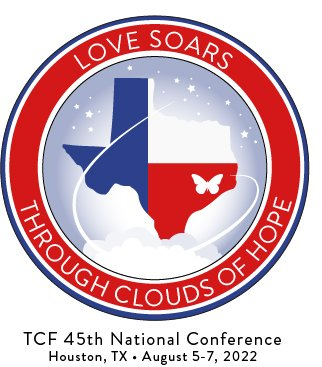 LOVE SOARS
THROUGH CLOUDS OF HOPE
TCF 45th National Conference
Houston, TX • August 5-7, 2022